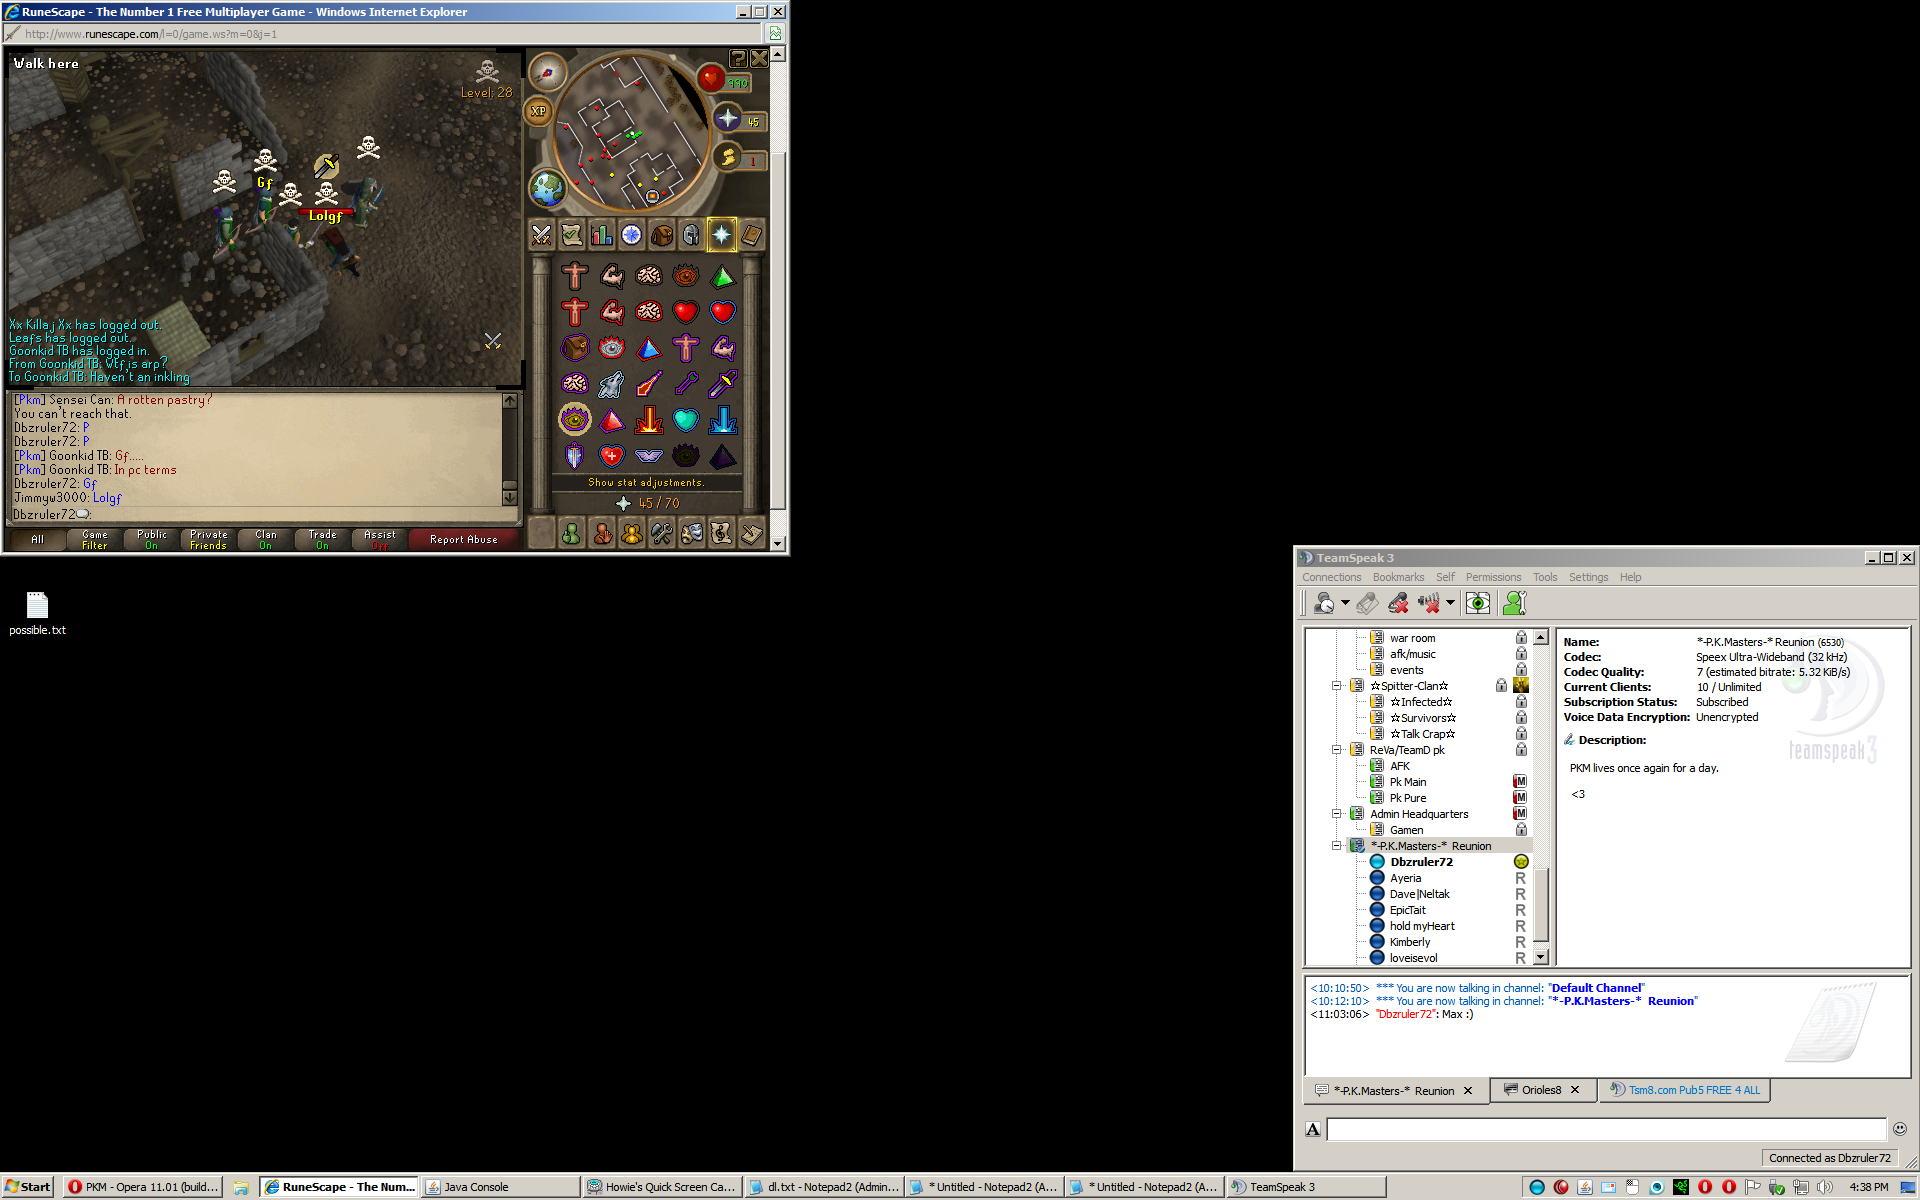 RuneScape - The Number 1 Free Multiplayer Game - Windows Internet Explorer
http://www.runescape.com/l=0/game.ws?m=0&j=1
Walk here
Level: 28
Gf
Lolgf
Xx Killaj Xx has logged out.
Leafs has logged out.
Goonkid TB has logged in.
From Goonkid TB: Wtf is arp?
To Goonkid TB: Haven't an inkling
[Pkm] Sensei Can: A rotten pastry?
You can't reach that.
Dbzruler72: P
Dbzruler72: P
[Pkm] Goonkid TB: Gf.....
[Pkm] Goonkid TB: In pc terms
Dbzruler72: Gf
Jimmyw3000: Lolgf
Dbzruler72:
All
Game
Filter
Public
On
Private
Friends
Clan
On
Trade
On
Assist
Off
Report Abuse
XP
990
45
1
Show stat adjustments.
45 / 70
possible.txt
TeamSpeak 3
Connections Bookmarks Self Permissions Tools Settings Help
war room
afk/music
events
☆Spitter-Clan☆
☆Infected☆
☆Survivors☆
☆Talk Crap☆
ReVa/TeamD pk
AFK
Pk Main M
Pk Pure M
Admin Headquarters M
Gamen
*-P.K.Masters-* Reunion
Dbzruler72
Ayeria R
Dave|Neltak R
EpicTait R
hold myHeart R
Kimberly R
loveisevol R
Name: *-P.K.Masters-* Reunion (6530)
Codec: Speex Ultra-Wideband (32 kHz)
Codec Quality: 7 (estimated bitrate: 5.32 KiB/s)
Current Clients: 10 / Unlimited
Subscription Status: Subscribed
Voice Data Encryption: Unencrypted
Description:
PKM lives once again for a day.
<3
teamspeak 3
<10:10:50> *** You are now talking in channel: "Default Channel"
<10:12:10> *** You are now talking in channel: "*-P.K.Masters-* Reunion"
<11:03:06> "Dbzruler72": Max :)
*-P.K.Masters-* Reunion
Orioles8
Tsm8.com Pub5 FREE 4 ALL
A
Connected as Dbzruler72
Start
PKM - Opera 11.01 (build...
RuneScape - The Num...
Java Console
Howie's Quick Screen Ca...
dl.txt - Notepad2 (Admin...
* Untitled - Notepad2 (A...
* Untitled - Notepad2 (A...
TeamSpeak 3
4:38 PM